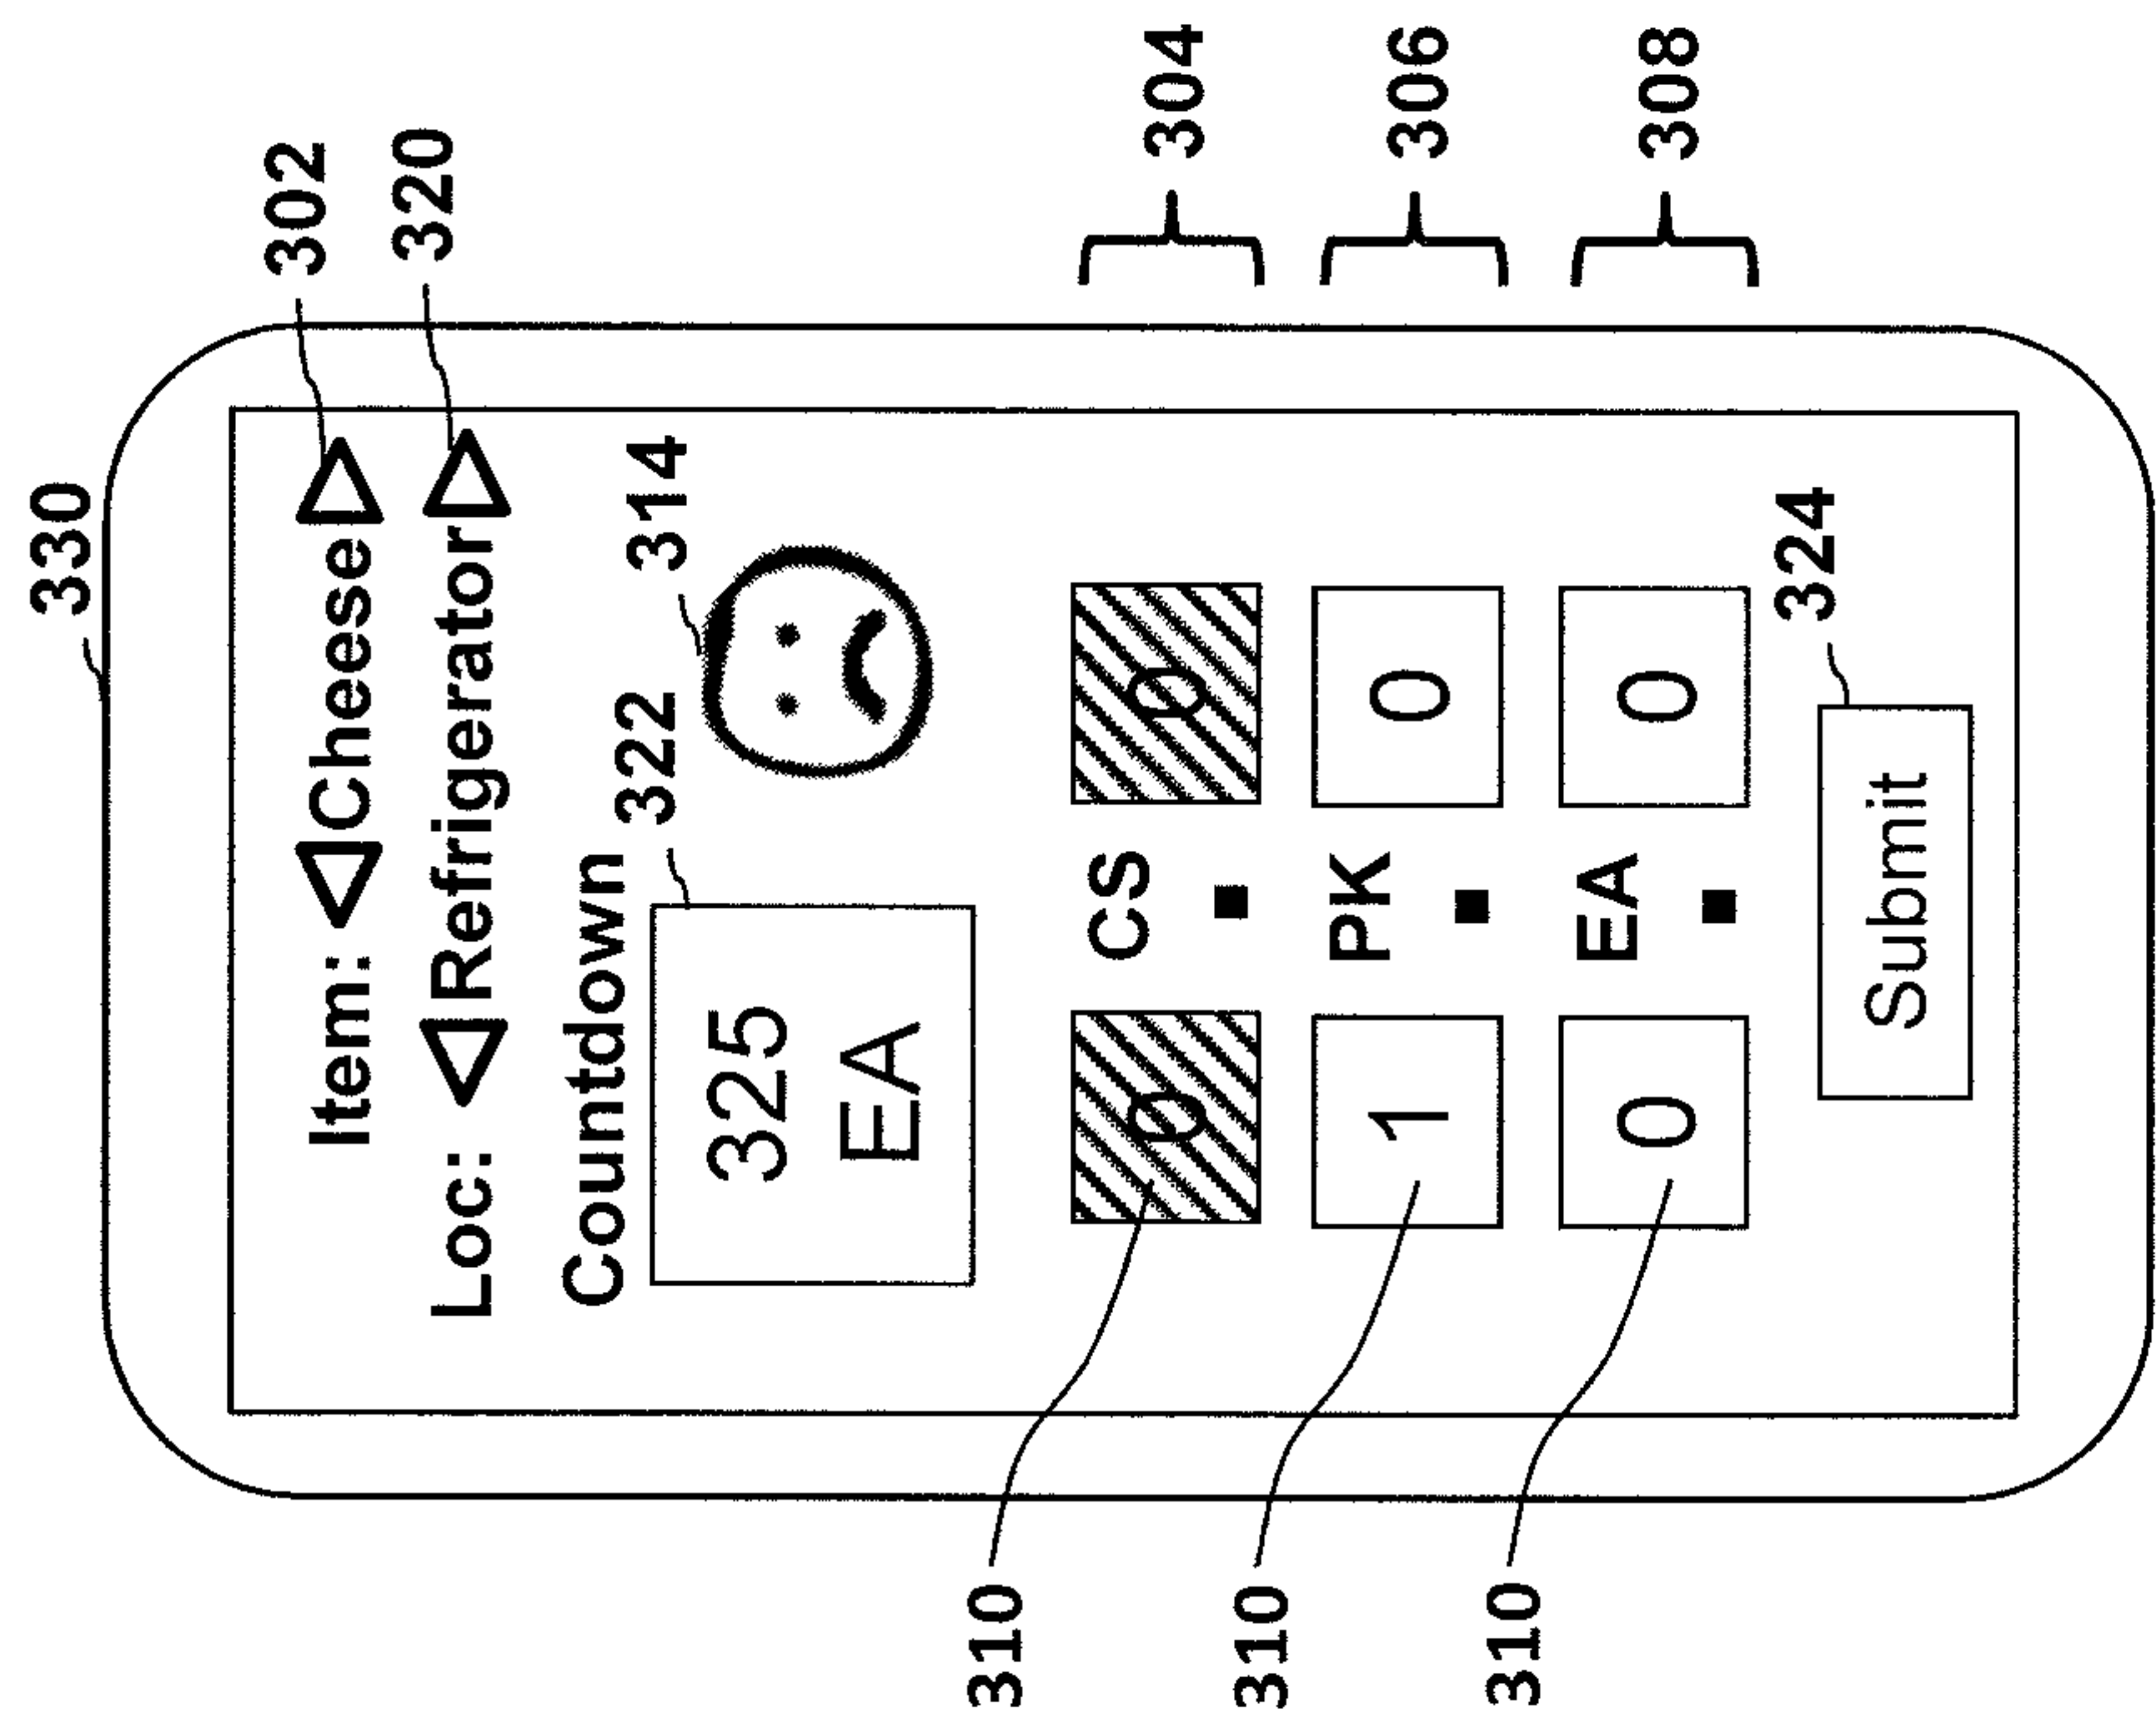 330
302
320
Item: Cheese
Loc: Refrigerator
Countdown
322
314
325
EA
304
0 CS 0
310
306
1 PK 0
310
308
0 EA 0
310
324
Submit